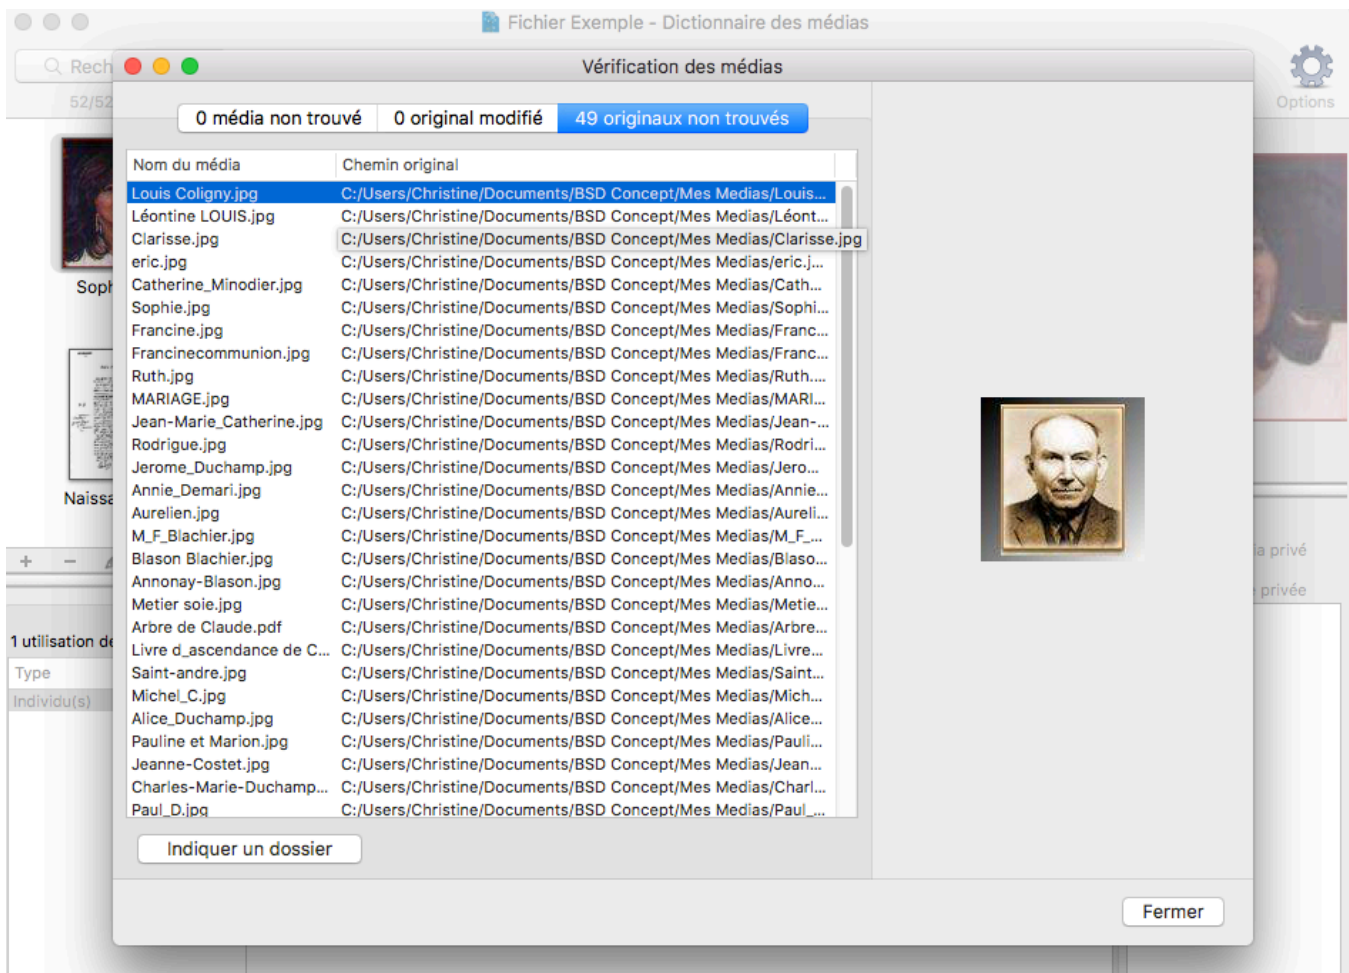 Fichier Exemple - Dictionnaire des médias
Rech
Vérification des médias
52/52
Options
0 média non trouvé
0 original modifié
49 originaux non trouvés
Nom du média
Chemin original
Louis Coligny.jpg C:/Users/Christine/Documents/BSD Concept/Mes Medias/Louis...
Léontine LOUIS.jpg C:/Users/Christine/Documents/BSD Concept/Mes Medias/Léont...
Clarisse.jpg C:/Users/Christine/Documents/BSD Concept/Mes Medias/Clarisse.jpg
eric.jpg C:/Users/Christine/Documents/BSD Concept/Mes Medias/eric.j...
Catherine_Minodier.jpg C:/Users/Christine/Documents/BSD Concept/Mes Medias/Cath...
Sophie.jpg C:/Users/Christine/Documents/BSD Concept/Mes Medias/Sophi...
Francine.jpg C:/Users/Christine/Documents/BSD Concept/Mes Medias/Franc...
Francinecommunion.jpg C:/Users/Christine/Documents/BSD Concept/Mes Medias/Franc...
Ruth.jpg C:/Users/Christine/Documents/BSD Concept/Mes Medias/Ruth....
MARIAGE.jpg C:/Users/Christine/Documents/BSD Concept/Mes Medias/MARI...
Jean-Marie_Catherine.jpg C:/Users/Christine/Documents/BSD Concept/Mes Medias/Jean-...
Rodrigue.jpg C:/Users/Christine/Documents/BSD Concept/Mes Medias/Rodri...
Jerome_Duchamp.jpg C:/Users/Christine/Documents/BSD Concept/Mes Medias/Jero...
Annie_Demari.jpg C:/Users/Christine/Documents/BSD Concept/Mes Medias/Annie...
Aurelien.jpg C:/Users/Christine/Documents/BSD Concept/Mes Medias/Aureli...
M_F_Blachier.jpg C:/Users/Christine/Documents/BSD Concept/Mes Medias/M_F_...
Blason Blachier.jpg C:/Users/Christine/Documents/BSD Concept/Mes Medias/Blaso...
Annonay-Blason.jpg C:/Users/Christine/Documents/BSD Concept/Mes Medias/Anno...
Metier soie.jpg C:/Users/Christine/Documents/BSD Concept/Mes Medias/Metie...
Arbre de Claude.pdf C:/Users/Christine/Documents/BSD Concept/Mes Medias/Arbre...
Livre d_ascendance de C... C:/Users/Christine/Documents/BSD Concept/Mes Medias/Livre...
Saint-andre.jpg C:/Users/Christine/Documents/BSD Concept/Mes Medias/Saint...
Michel_C.jpg C:/Users/Christine/Documents/BSD Concept/Mes Medias/Mich...
Alice_Duchamp.jpg C:/Users/Christine/Documents/BSD Concept/Mes Medias/Alice...
Pauline et Marion.jpg C:/Users/Christine/Documents/BSD Concept/Mes Medias/Pauli...
Jeanne-Costet.jpg C:/Users/Christine/Documents/BSD Concept/Mes Medias/Jean...
Charles-Marie-Duchamp... C:/Users/Christine/Documents/BSD Concept/Mes Medias/Charl...
Paul_D.jpg C:/Users/Christine/Documents/BSD Concept/Mes Medias/Paul_...
Indiquer un dossier
Fermer
Soph
Naissa
1 utilisation de
Type
Individu(s)
ia privé
privée